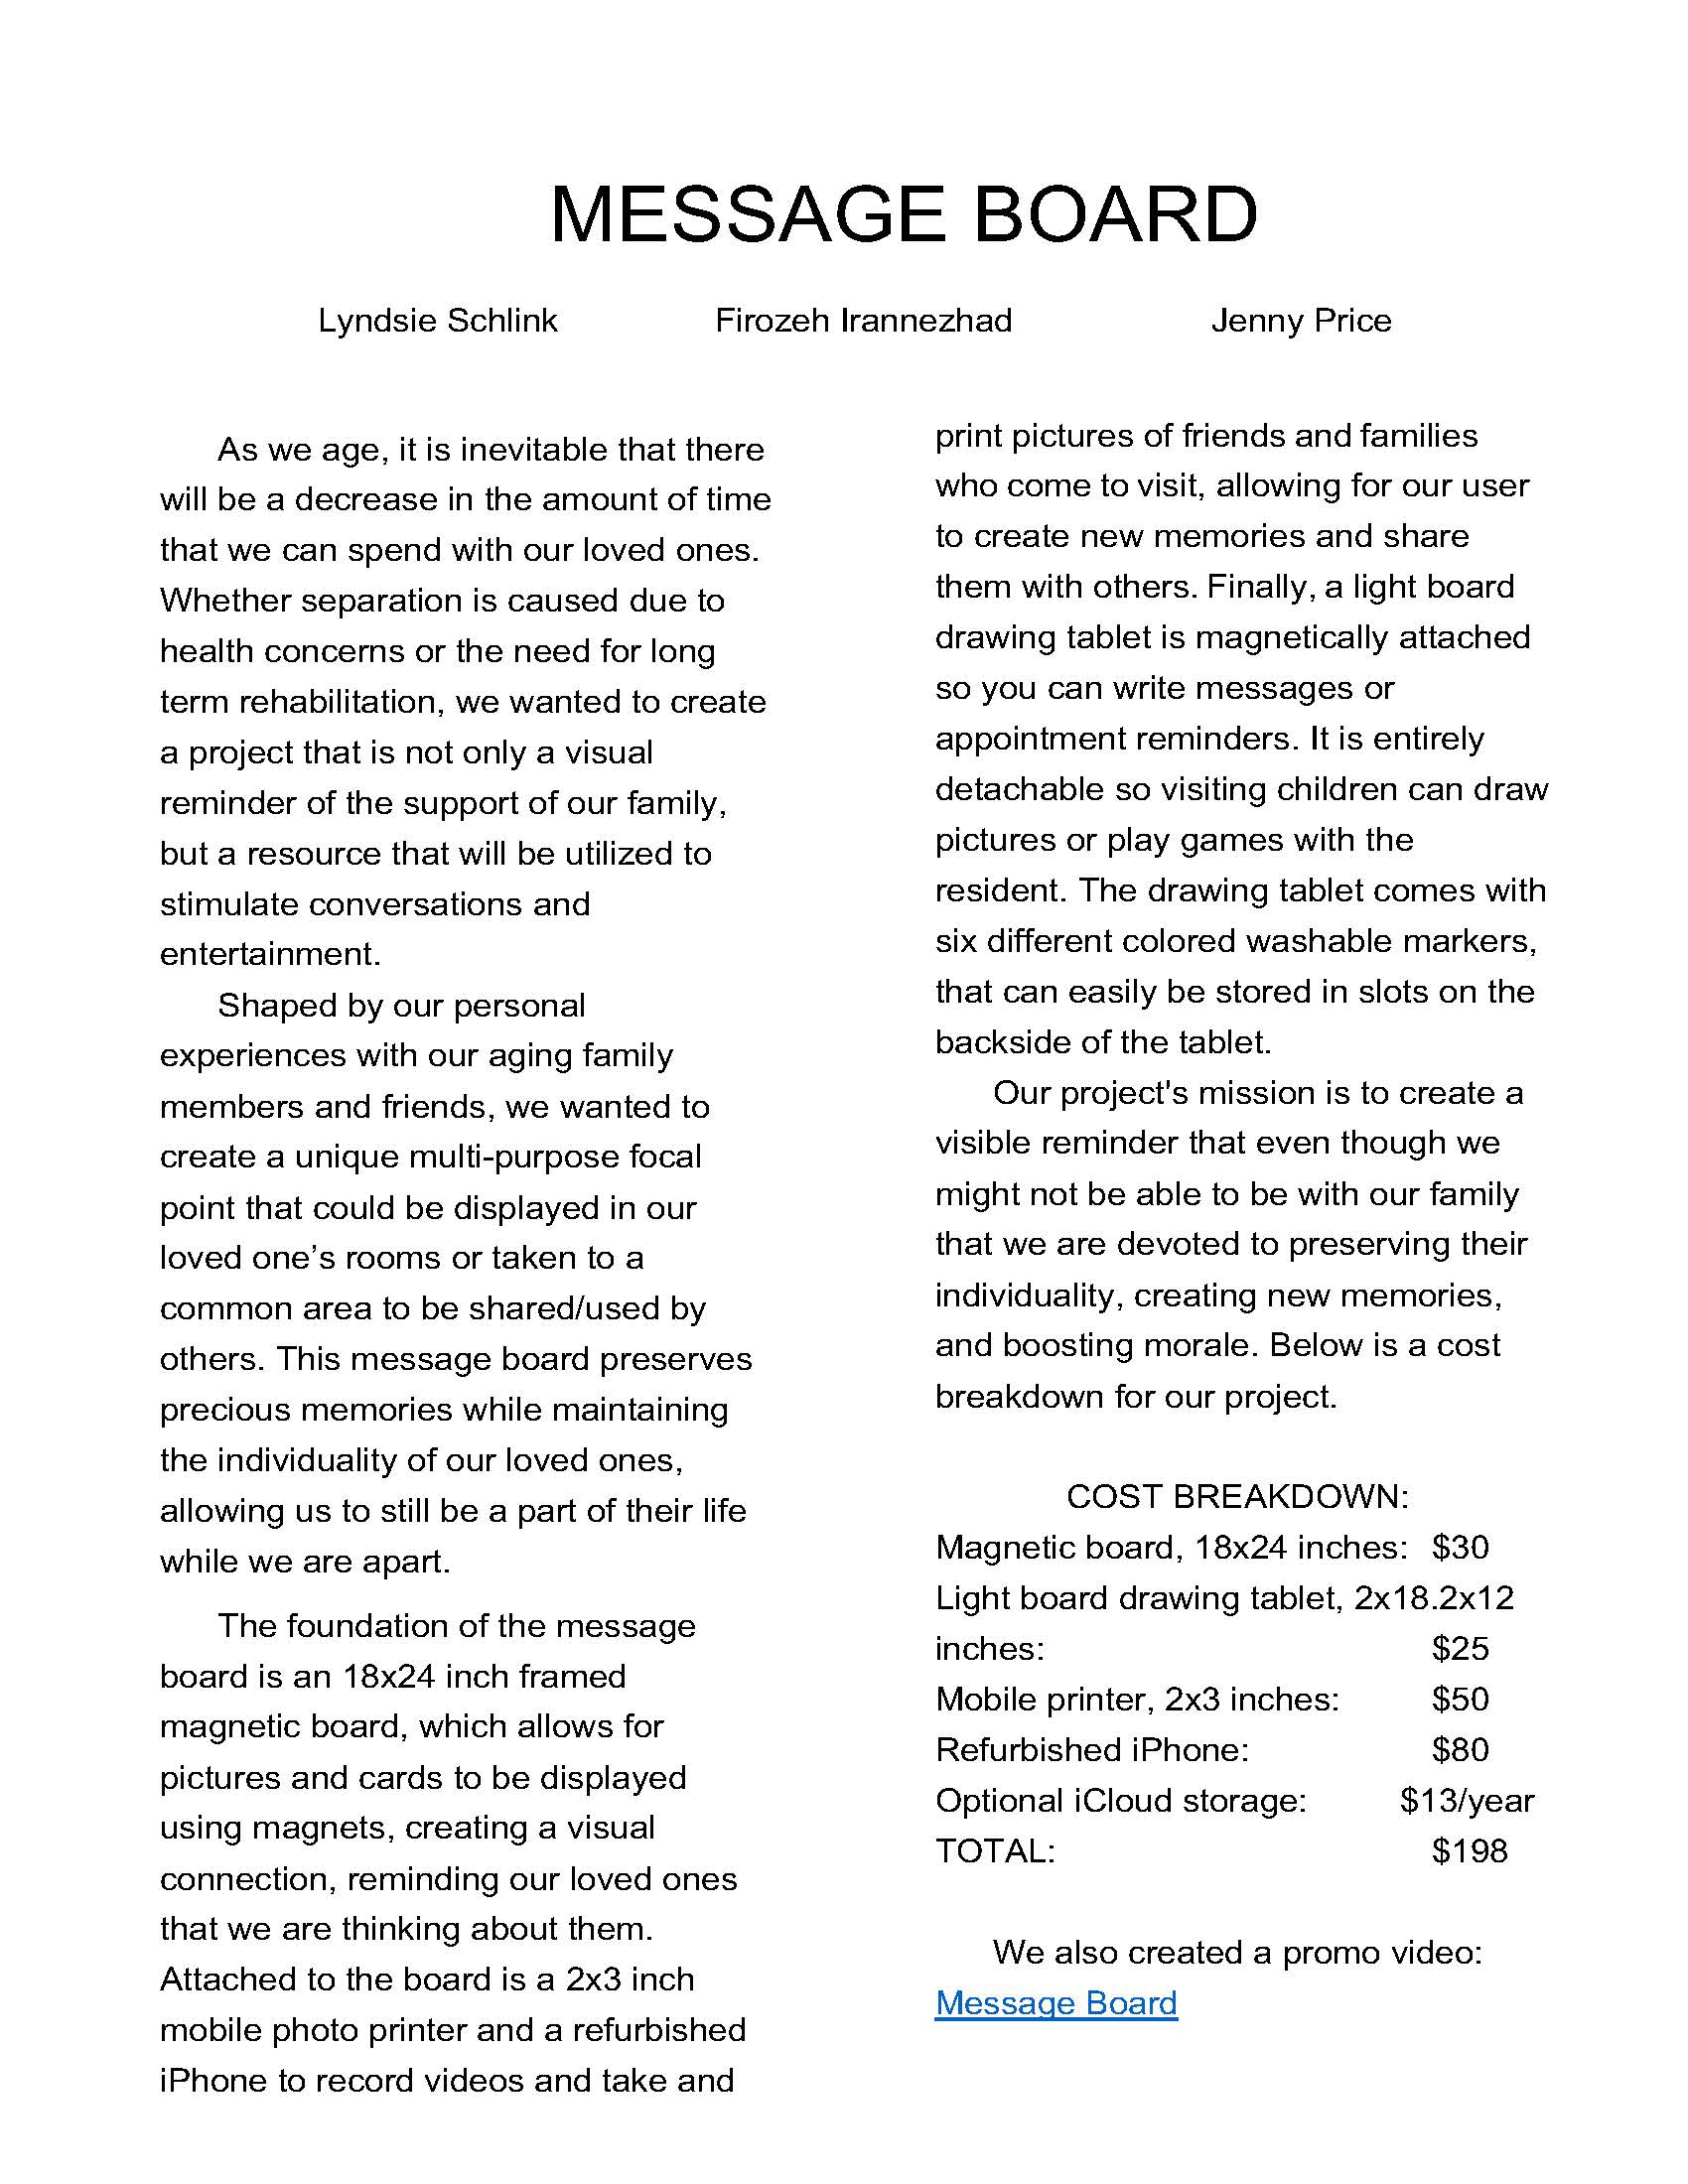 MESSAGE BOARD
Lyndsie Schlink Firozeh Irannezhad Jenny Price
As we age, it is inevitable that there
will be a decrease in the amount of time
that we can spend with our loved ones.
Whether separation is caused due to
health concerns or the need for long
term rehabilitation, we wanted to create
a project that is not only a visual
reminder of the support of our family,
but a resource that will be utilized to
stimulate conversations and
entertainment.
Shaped by our personal
experiences with our aging family
members and friends, we wanted to
create a unique multi-purpose focal
point that could be displayed in our
loved one’s rooms or taken to a
common area to be shared/used by
others. This message board preserves
precious memories while maintaining
the individuality of our loved ones,
allowing us to still be a part of their life
while we are apart.
The foundation of the message
board is an 18x24 inch framed
magnetic board, which allows for
pictures and cards to be displayed
using magnets, creating a visual
connection, reminding our loved ones
that we are thinking about them.
Attached to the board is a 2x3 inch
mobile photo printer and a refurbished
iPhone to record videos and take and
print pictures of friends and families
who come to visit, allowing for our user
to create new memories and share
them with others. Finally, a light board
drawing tablet is magnetically attached
so you can write messages or
appointment reminders. It is entirely
detachable so visiting children can draw
pictures or play games with the
resident. The drawing tablet comes with
six different colored washable markers,
that can easily be stored in slots on the
backside of the tablet.
Our project's mission is to create a
visible reminder that even though we
might not be able to be with our family
that we are devoted to preserving their
individuality, creating new memories,
and boosting morale. Below is a cost
breakdown for our project.
COST BREAKDOWN:
Magnetic board, 18x24 inches: $30
Light board drawing tablet, 2x18.2x12
inches: $25
Mobile printer, 2x3 inches: $50
Refurbished iPhone: $80
Optional iCloud storage: $13/year
TOTAL: $198
We also created a promo video:
Message Board